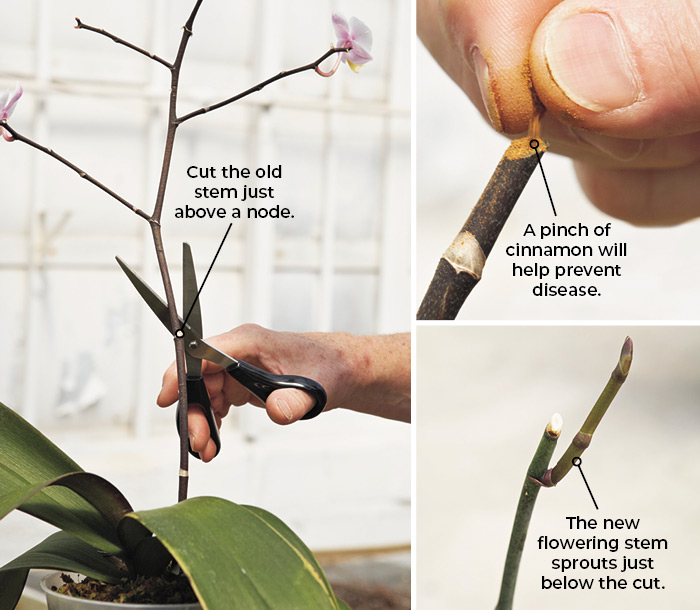 Cut the old
stem just
above a node.
A pinch of
cinnamon will
help prevent
disease.
The new
flowering stem
sprouts just
below the cut.